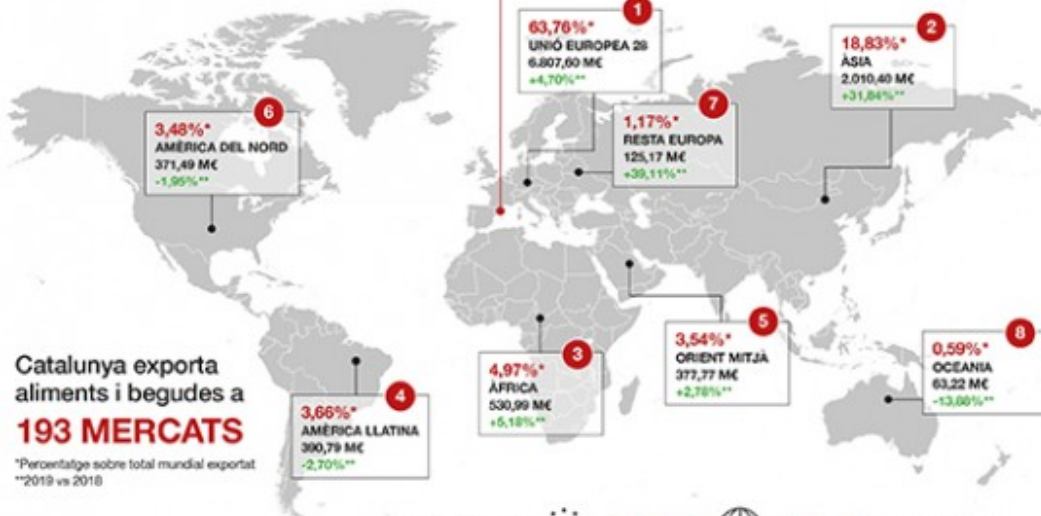 1
63,76%*
UNIÓ EUROPEA 28
6.807,60 M€
+4,70%**
2
18,83%*
ÀSIA
2.010,40 M€
+31,84%**
6
3,48%*
AMÈRICA DEL NORD
371,49 M€
-1,95%**
7
1,17%*
RESTA EUROPA
125,17 M€
+39,11%**
5
3,54%*
ORIENT MITJÀ
377,77 M€
+2,78%**
8
0,59%*
OCEANIA
63,22 M€
-13,88%**
3
4,97%*
ÀFRICA
530,99 M€
+5,18%**
4
3,66%*
AMÈRICA LLATINA
390,79 M€
-2,70%**
Catalunya exporta
aliments i begudes a
193 MERCATS
*Percentatge sobre total mundial exportat
**2019 vs 2018